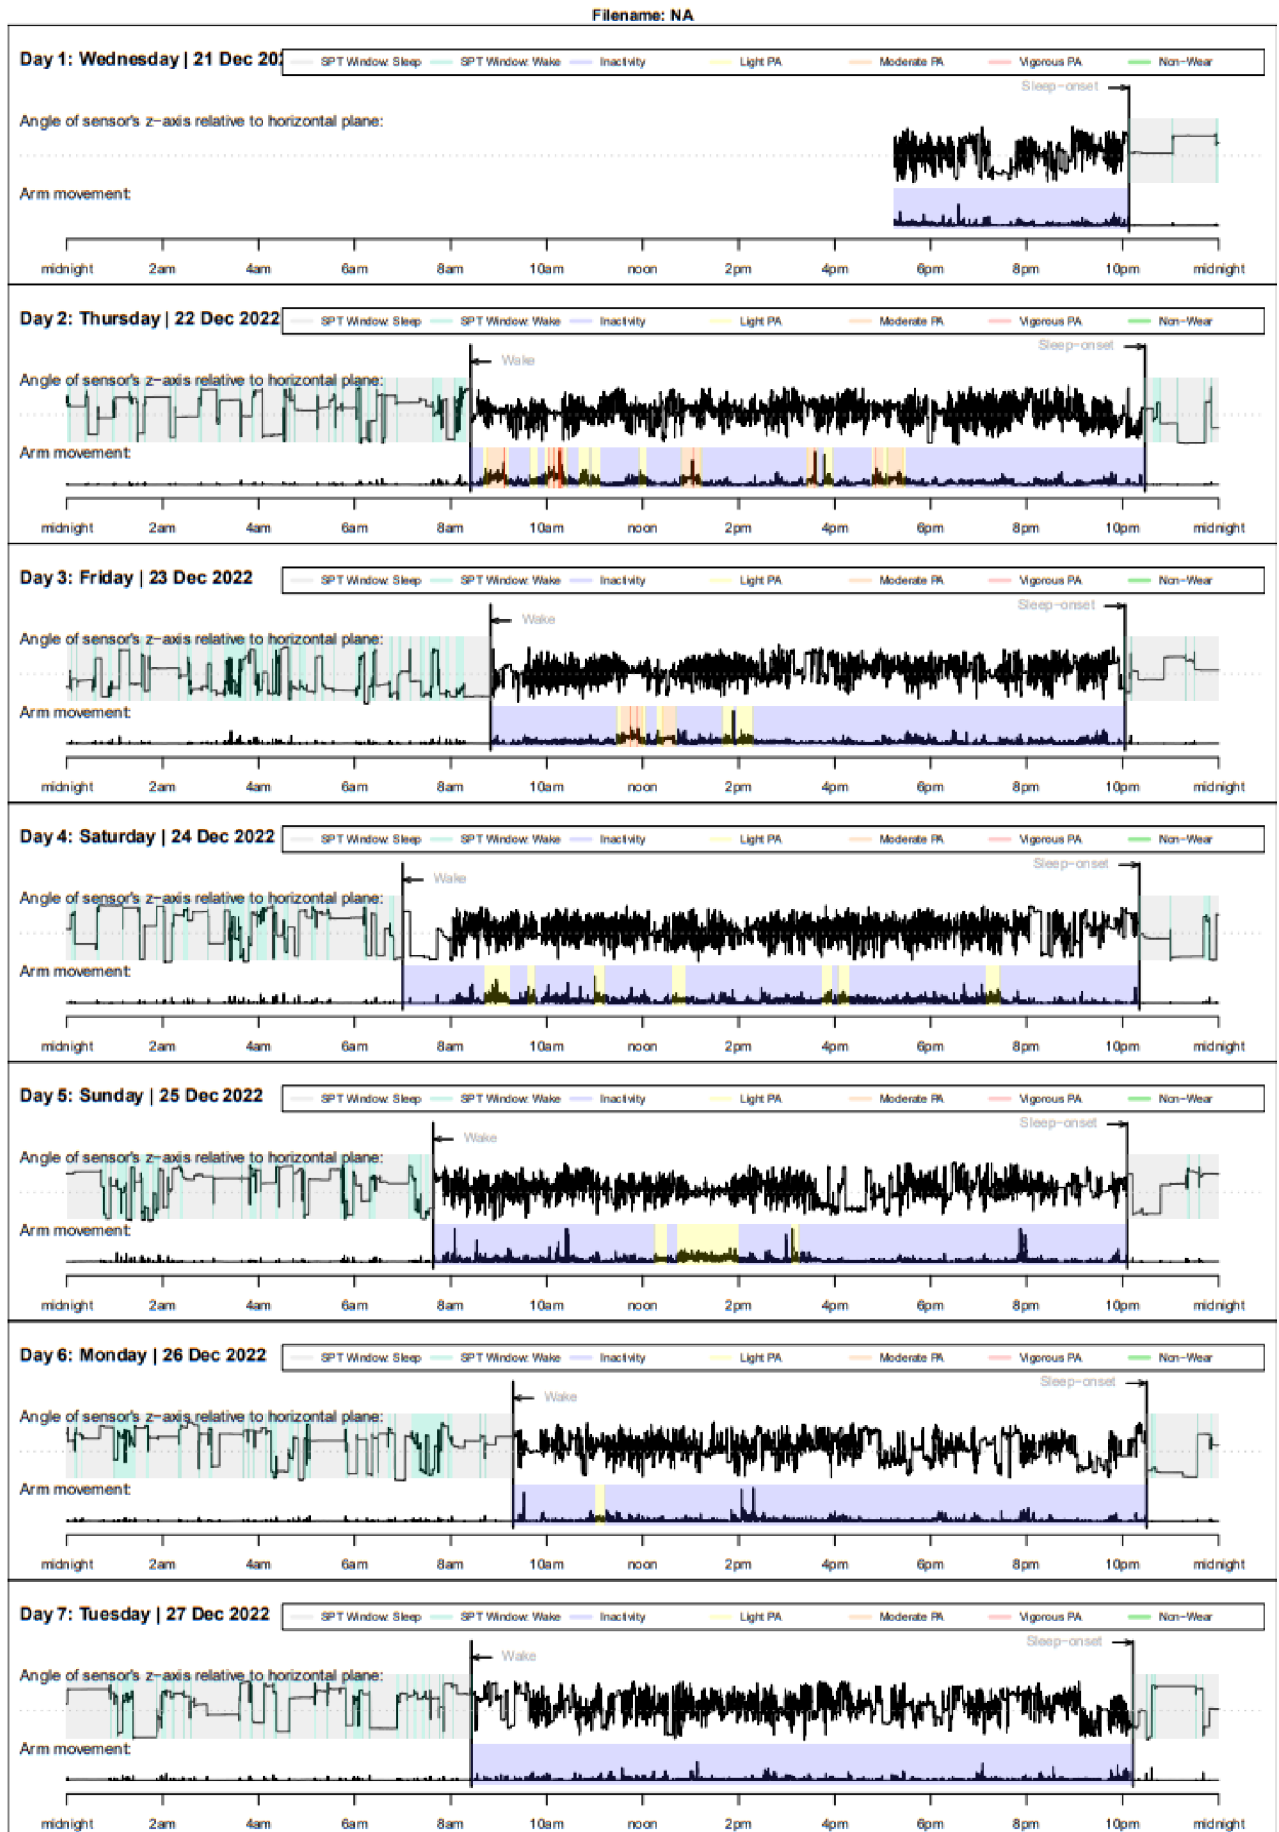 Filename: NA
Day 1: Wednesday | 21 Dec 202
SPT Window: Sleep SPT Window: Wake Inactivity Light PA Moderate PA Vigorous PA Non-Wear
Sleep-onset
Angle of sensor's z-axis relative to horizontal plane:
Arm movement:
midnight 2am 4am 6am 8am 10am noon 2pm 4pm 6pm 8pm 10pm midnight
Day 2: Thursday | 22 Dec 2022
SPT Window: Sleep SPT Window: Wake Inactivity Light PA Moderate PA Vigorous PA Non-Wear
Sleep-onset
Wake
Angle of sensor's z-axis relative to horizontal plane:
Arm movement:
midnight 2am 4am 6am 8am 10am noon 2pm 4pm 6pm 8pm 10pm midnight
Day 3: Friday | 23 Dec 2022
SPT Window: Sleep SPT Window: Wake Inactivity Light PA Moderate PA Vigorous PA Non-Wear
Sleep-onset
Wake
Angle of sensor's z-axis relative to horizontal plane:
Arm movement:
midnight 2am 4am 6am 8am 10am noon 2pm 4pm 6pm 8pm 10pm midnight
Day 4: Saturday | 24 Dec 2022
SPT Window: Sleep SPT Window: Wake Inactivity Light PA Moderate PA Vigorous PA Non-Wear
Sleep-onset
Wake
Angle of sensor's z-axis relative to horizontal plane:
Arm movement:
midnight 2am 4am 6am 8am 10am noon 2pm 4pm 6pm 8pm 10pm midnight
Day 5: Sunday | 25 Dec 2022
SPT Window: Sleep SPT Window: Wake Inactivity Light PA Moderate PA Vigorous PA Non-Wear
Sleep-onset
Wake
Angle of sensor's z-axis relative to horizontal plane:
Arm movement:
midnight 2am 4am 6am 8am 10am noon 2pm 4pm 6pm 8pm 10pm midnight
Day 6: Monday | 26 Dec 2022
SPT Window: Sleep SPT Window: Wake Inactivity Light PA Moderate PA Vigorous PA Non-Wear
Sleep-onset
Wake
Angle of sensor's z-axis relative to horizontal plane:
Arm movement:
midnight 2am 4am 6am 8am 10am noon 2pm 4pm 6pm 8pm 10pm midnight
Day 7: Tuesday | 27 Dec 2022
SPT Window: Sleep SPT Window: Wake Inactivity Light PA Moderate PA Vigorous PA Non-Wear
Sleep-onset
Wake
Angle of sensor's z-axis relative to horizontal plane:
Arm movement:
midnight 2am 4am 6am 8am 10am noon 2pm 4pm 6pm 8pm 10pm midnight